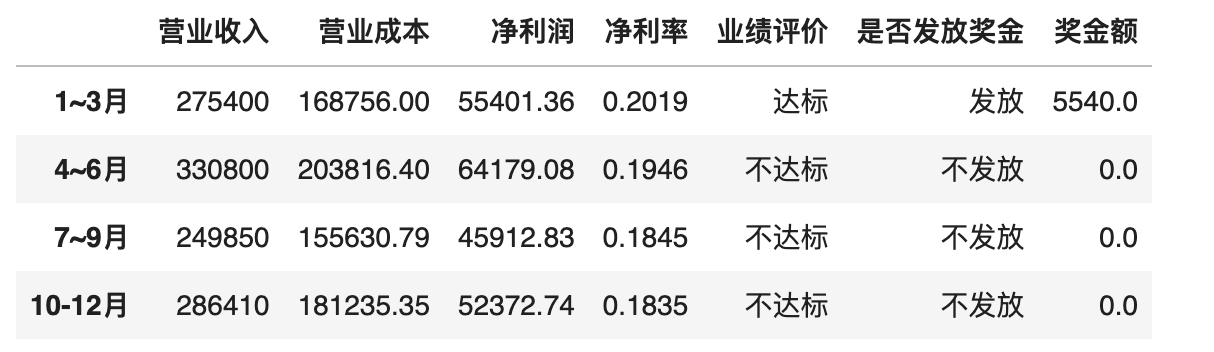 营业收入 营业成本 净利润 净利率 业绩评价 是否发放奖金 奖金额
1~3月 275400 168756.00 55401.36 0.2019 达标 发放 5540.0
4~6月 330800 203816.40 64179.08 0.1946 不达标 不发放 0.0
7~9月 249850 155630.79 45912.83 0.1845 不达标 不发放 0.0
10-12月 286410 181235.35 52372.74 0.1835 不达标 不发放 0.0